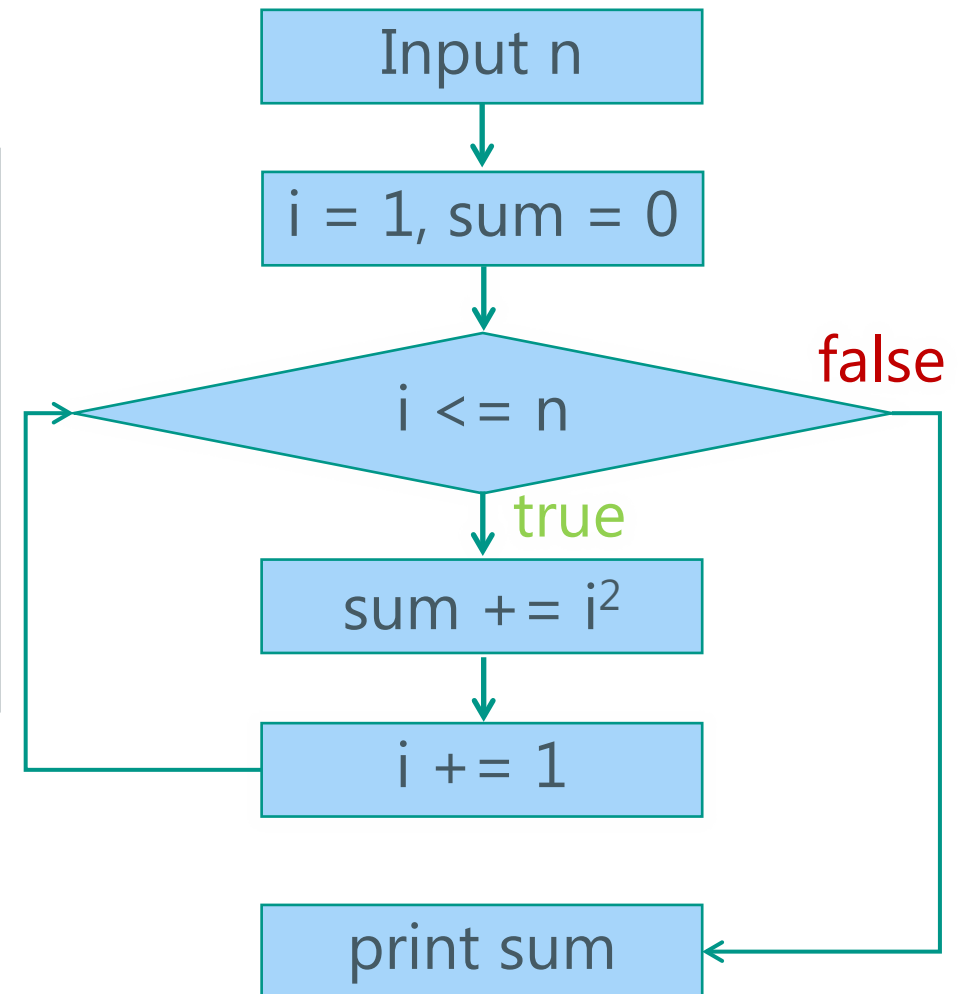 Input n
i = 1, sum = 0
i <= n
false
true
sum += i²
i += 1
print sum